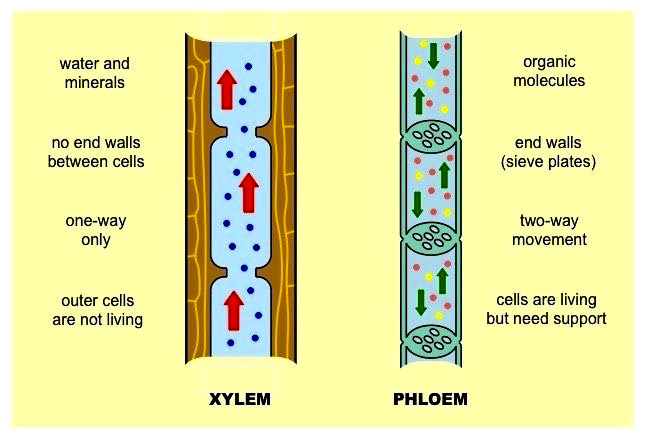 water and
minerals
no end walls
between cells
one-way
only
outer cells
are not living
XYLEM
organic
molecules
end walls
(sieve plates)
two-way
movement
cells are living
but need support
PHLOEM